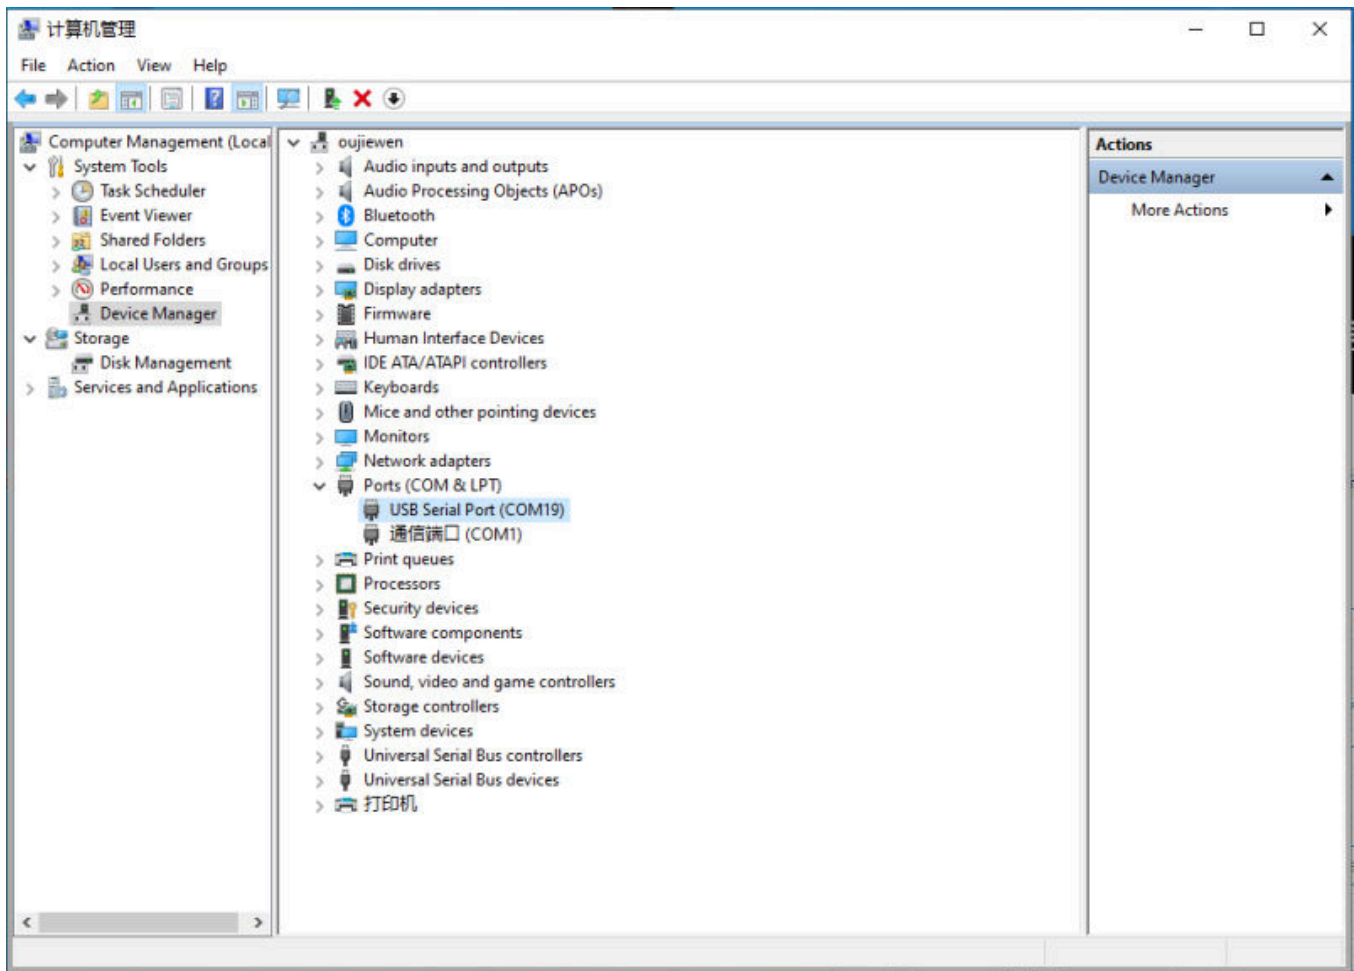 计算机管理
File Action View Help
Computer Management (Local
System Tools
Task Scheduler
Event Viewer
Shared Folders
Local Users and Groups
Performance
Device Manager
Storage
Disk Management
Services and Applications
oujiewen
Audio inputs and outputs
Audio Processing Objects (APOs)
Bluetooth
Computer
Disk drives
Display adapters
Firmware
Human Interface Devices
IDE ATA/ATAPI controllers
Keyboards
Mice and other pointing devices
Monitors
Network adapters
Ports (COM & LPT)
USB Serial Port (COM19)
通信端口 (COM1)
Print queues
Processors
Security devices
Software components
Software devices
Sound, video and game controllers
Storage controllers
System devices
Universal Serial Bus controllers
Universal Serial Bus devices
打印机
Actions
Device Manager
More Actions